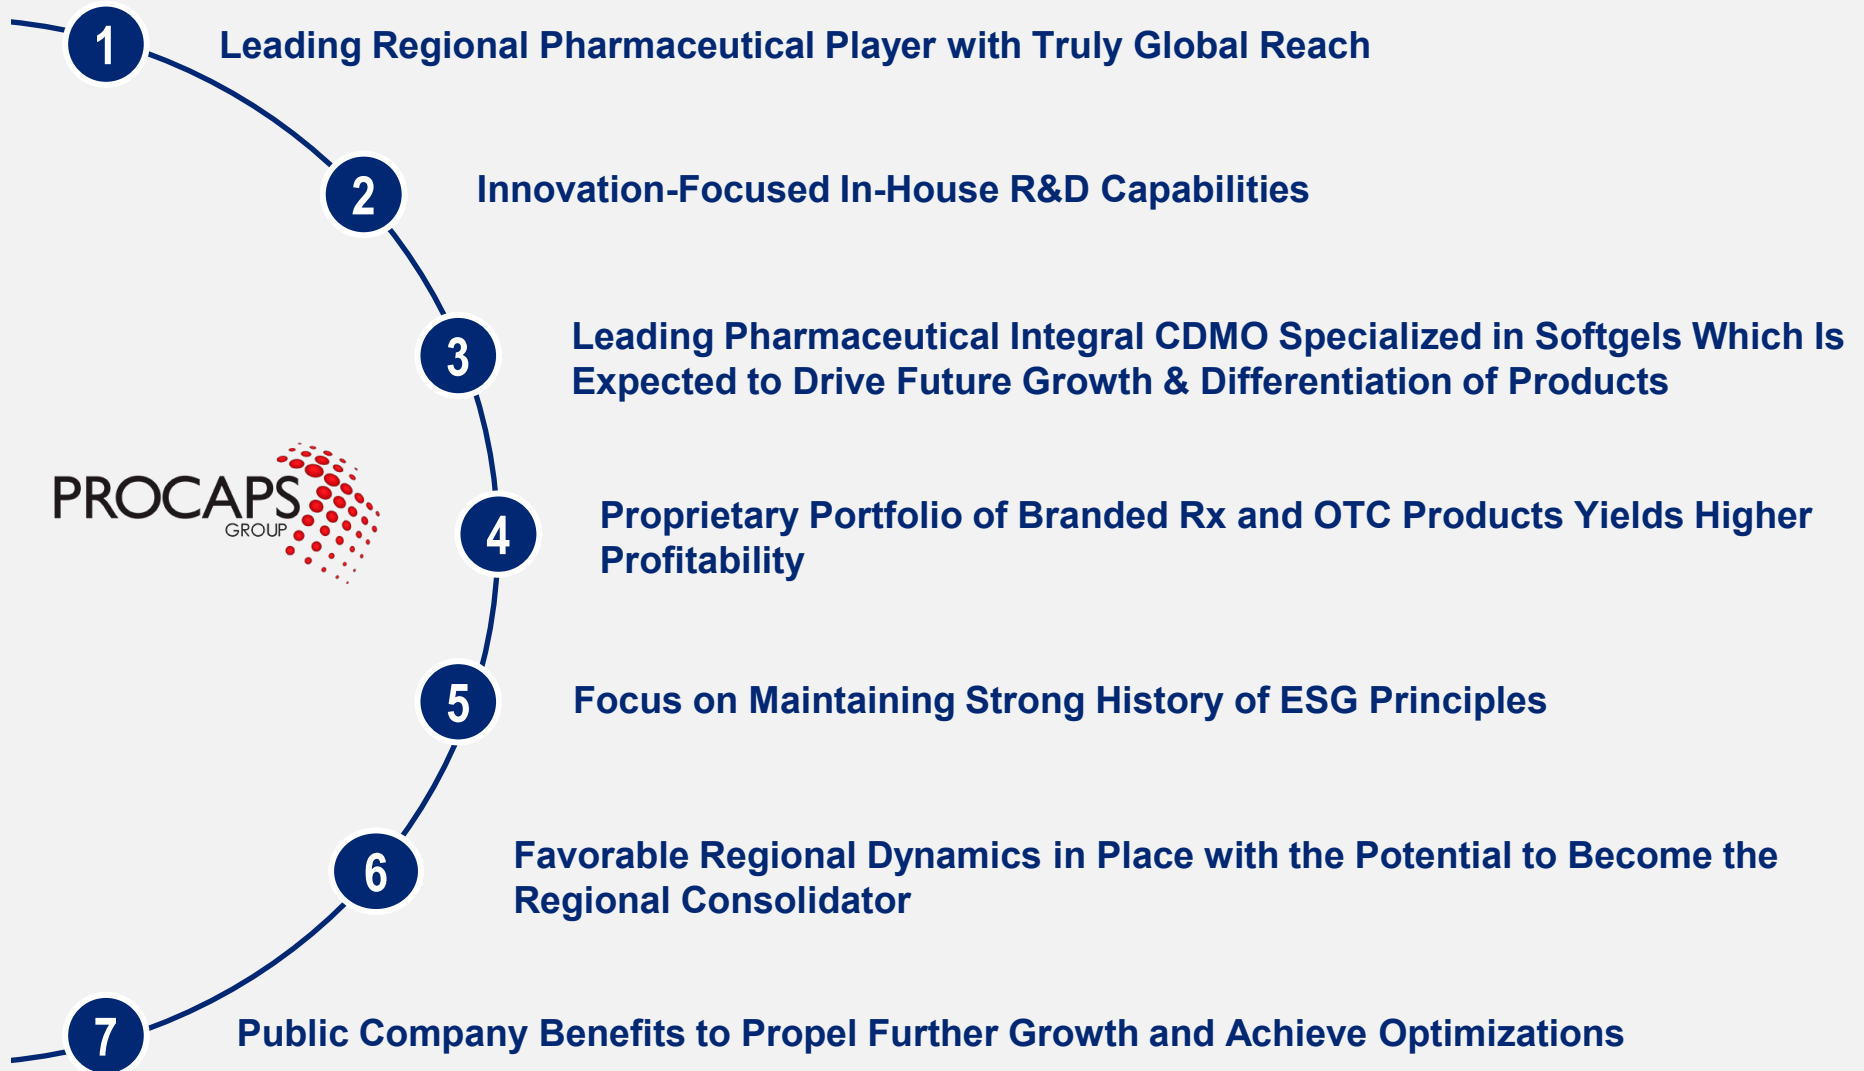 1
Leading Regional Pharmaceutical Player with Truly Global Reach
2
Innovation-Focused In-House R&D Capabilities
3
Leading Pharmaceutical Integral CDMO Specialized in Softgels Which Is
Expected to Drive Future Growth & Differentiation of Products
PROCAPS
GROUP
4
Proprietary Portfolio of Branded Rx and OTC Products Yields Higher
Profitability
5
Focus on Maintaining Strong History of ESG Principles
6
Favorable Regional Dynamics in Place with the Potential to Become the
Regional Consolidator
7
Public Company Benefits to Propel Further Growth and Achieve Optimizations